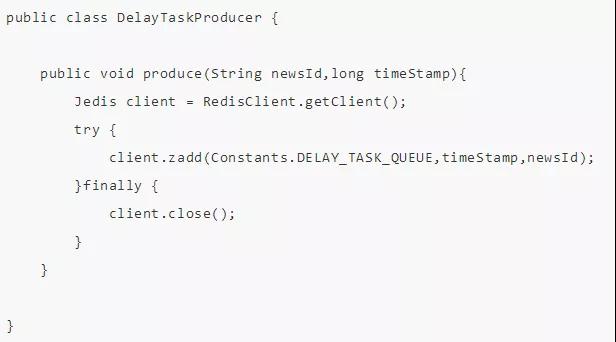 public class DelayTaskProducer {
    public void produce(String newsId,long timeStamp){
        Jedis client = RedisClient.getClient();
        try {
            client.zadd(Constants.DELAY_TASK_QUEUE,timeStamp,newsId);
        }finally {
            client.close();
        }
    }
}